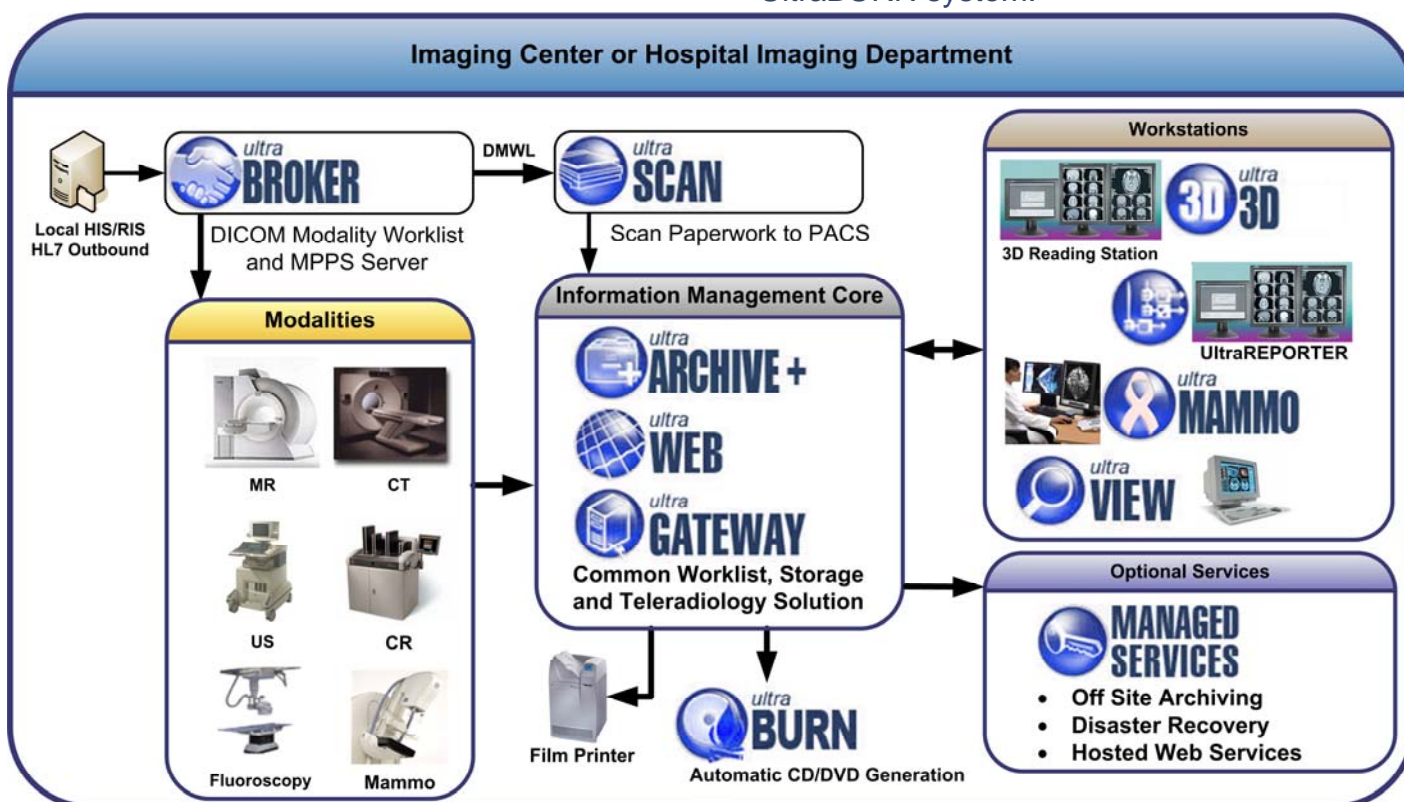 Imaging Center or Hospital Imaging Department
Local HIS/RIS
HL7 Outbound
ultra
BROKER
DMWL
ultra
SCAN
DICOM Modality Worklist
and MPPS Server
Scan Paperwork to PACS
Modalities
MR
CT
US
CR
Fluoroscopy
Mammo
Information Management Core
ultra
ARCHIVE +
ultra
WEB
ultra
GATEWAY
Common Worklist, Storage
and Teleradiology Solution
Film Printer
ultra
BURN
Automatic CD/DVD Generation
Workstations
3D Reading Station
3D
ultra
3D
UltraREPORTER
ultra
MAMMO
ultra
VIEW
Optional Services
MANAGED
SERVICES
• Off Site Archiving
• Disaster Recovery
• Hosted Web Services